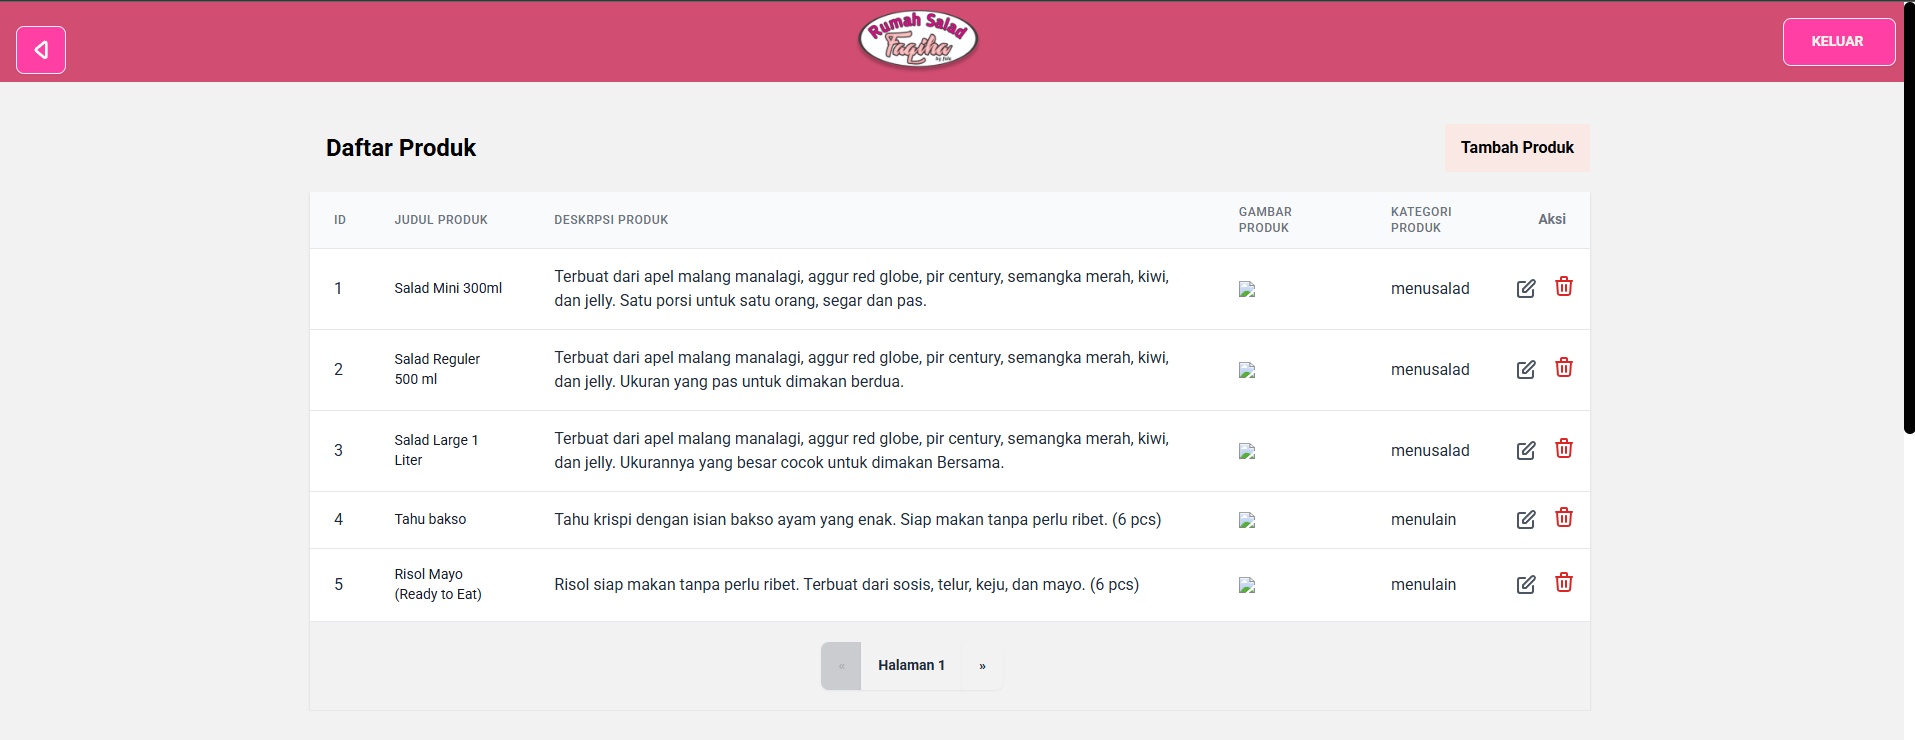 Rumah Salad
Faqiha
by fafa
KELUAR
Daftar Produk
Tambah Produk
ID
JUDUL PRODUK
DESKRPSI PRODUK
GAMBAR
PRODUK
KATEGORI
PRODUK
Aksi
1
Salad Mini 300ml
Terbuat dari apel malang manalagi, aggur red globe, pir century, semangka merah, kiwi,
dan jelly. Satu porsi untuk satu orang, segar dan pas.
menusalad
2
Salad Reguler
500 ml
Terbuat dari apel malang manalagi, aggur red globe, pir century, semangka merah, kiwi,
dan jelly. Ukuran yang pas untuk dimakan berdua.
menusalad
3
Salad Large 1
Liter
Terbuat dari apel malang manalagi, aggur red globe, pir century, semangka merah, kiwi,
dan jelly. Ukurannya yang besar cocok untuk dimakan Bersama.
menusalad
4
Tahu bakso
Tahu krispi dengan isian bakso ayam yang enak. Siap makan tanpa perlu ribet. (6 pcs)
menulain
5
Risol Mayo
(Ready to Eat)
Risol siap makan tanpa perlu ribet. Terbuat dari sosis, telur, keju, dan mayo. (6 pcs)
menulain
« Halaman 1 »